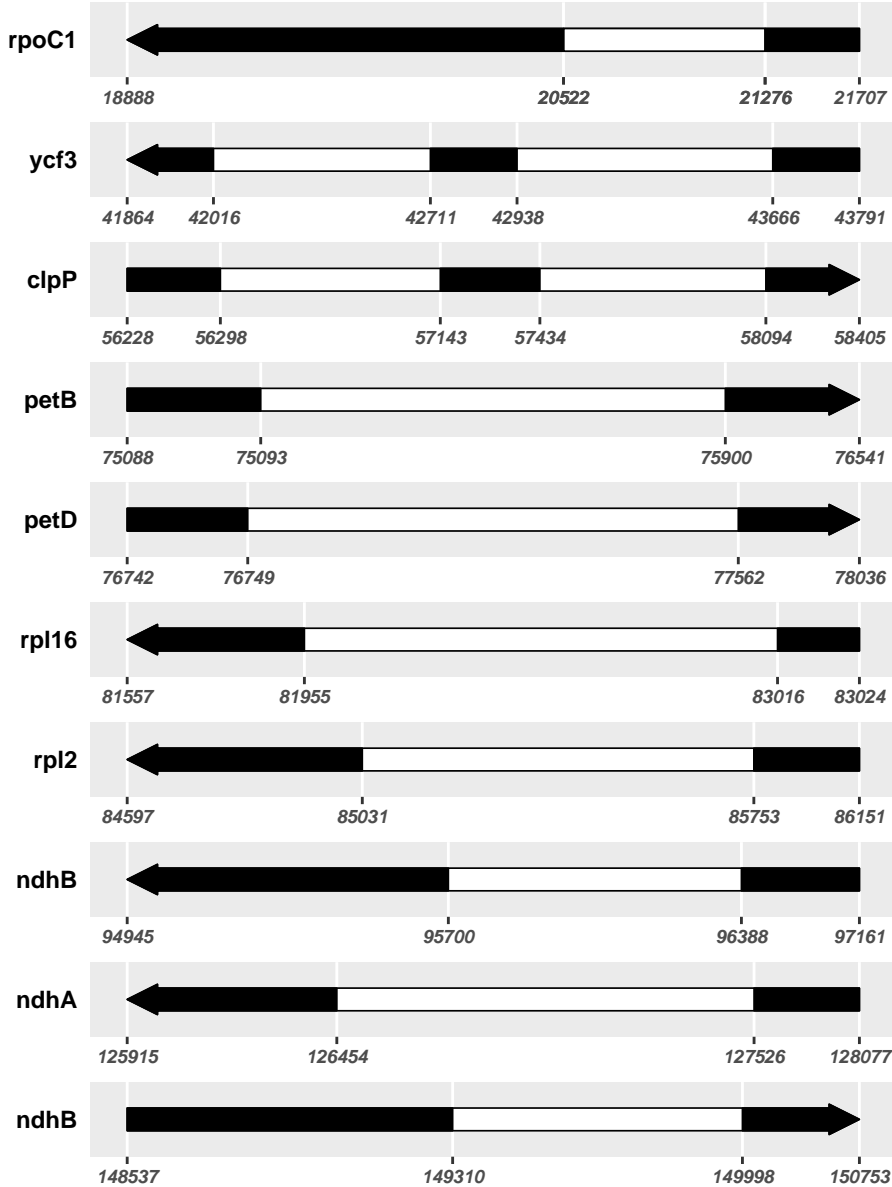 rpoC1
18888 20522 21276 21707
ycf3
41864 42016 42711 42938 43666 43791
clpP
56228 56298 57143 57434 58094 58405
petB
75088 75093 75900 76541
petD
76742 76749 77562 78036
rpl16
81557 81955 83016 83024
rpl2
84597 85031 85753 86151
ndhB
94945 95700 96388 97161
ndhA
125915 126454 127526 128077
ndhB
148537 149310 149998 150753